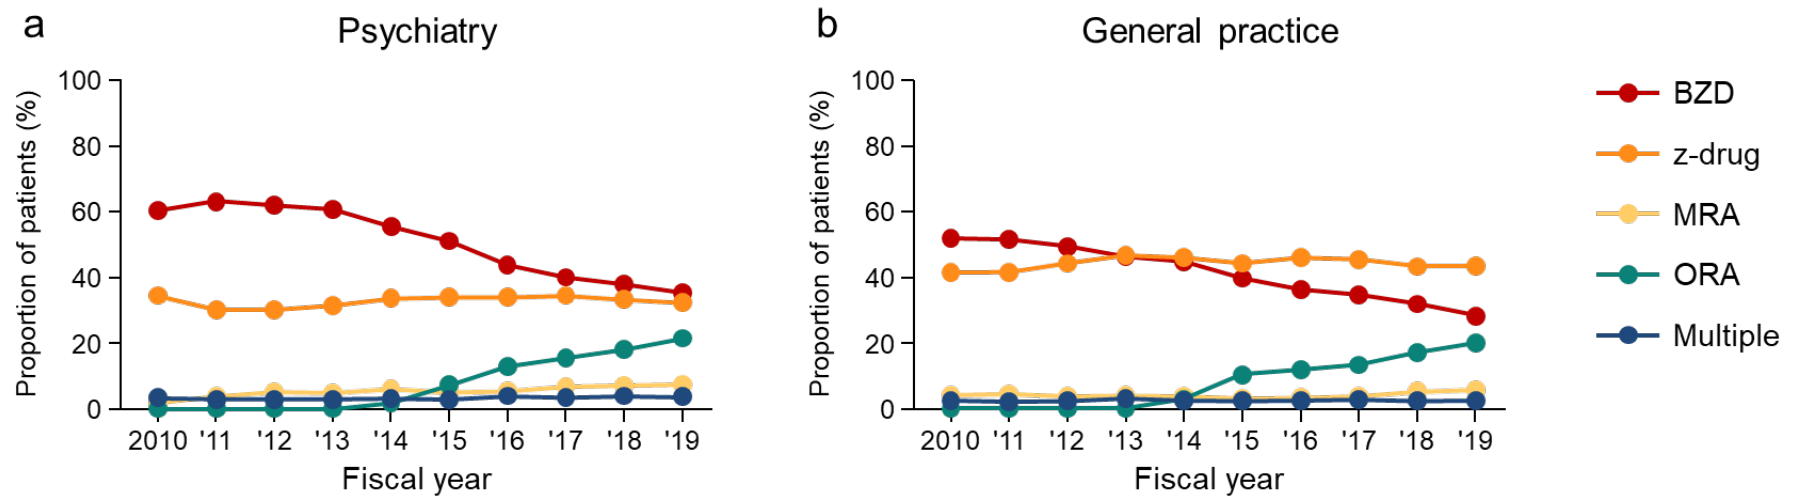 a
Psychiatry
Proportion of patients (%)
100
80
60
40
20
0
2010 '11 '12 '13 '14 '15 '16 '17 '18 '19
Fiscal year
b
General practice
Proportion of patients (%)
100
80
60
40
20
0
2010 '11 '12 '13 '14 '15 '16 '17 '18 '19
Fiscal year
BZD
z-drug
MRA
ORA
Multiple